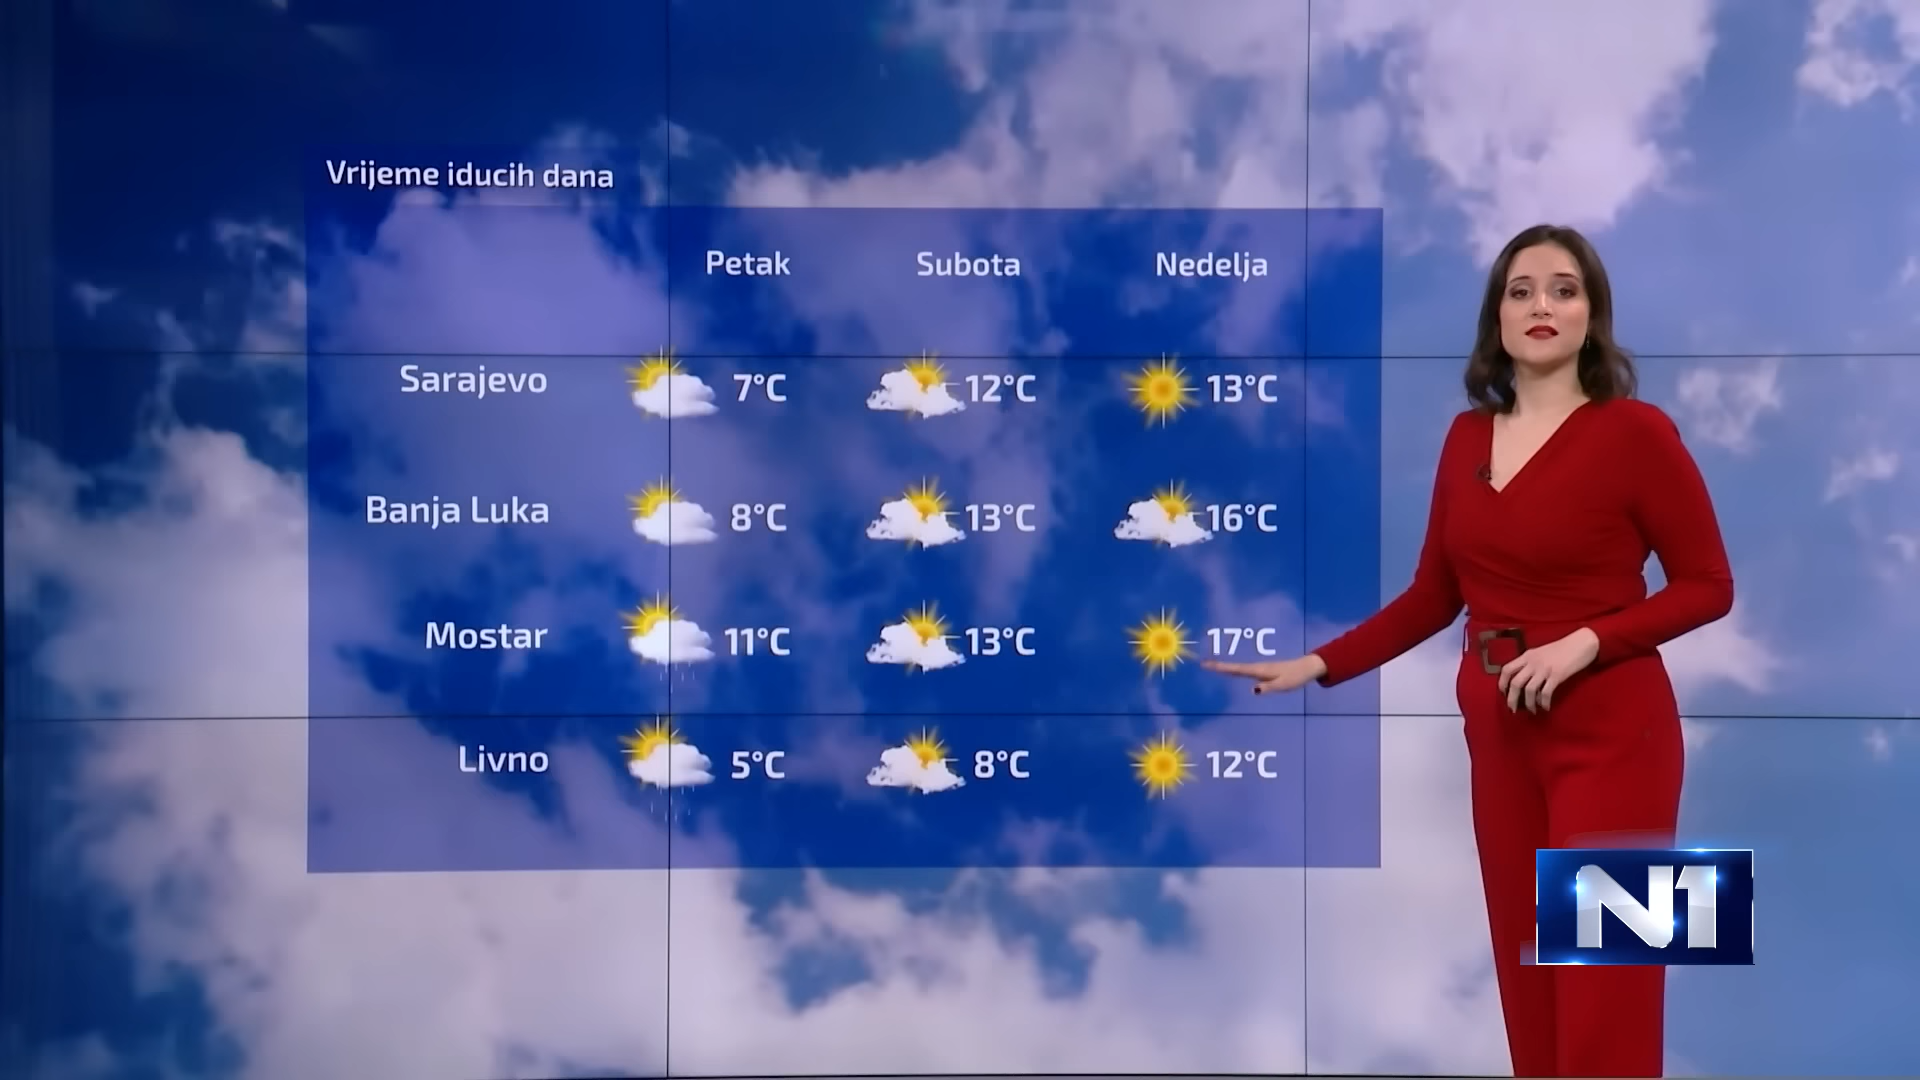 Vrijeme iducih dana
Petak Subota Nedelja
Sarajevo 7°C 12°C 13°C
Banja Luka 8°C 13°C 16°C
Mostar 11°C 13°C 17°C
Livno 5°C 8°C 12°C
N1